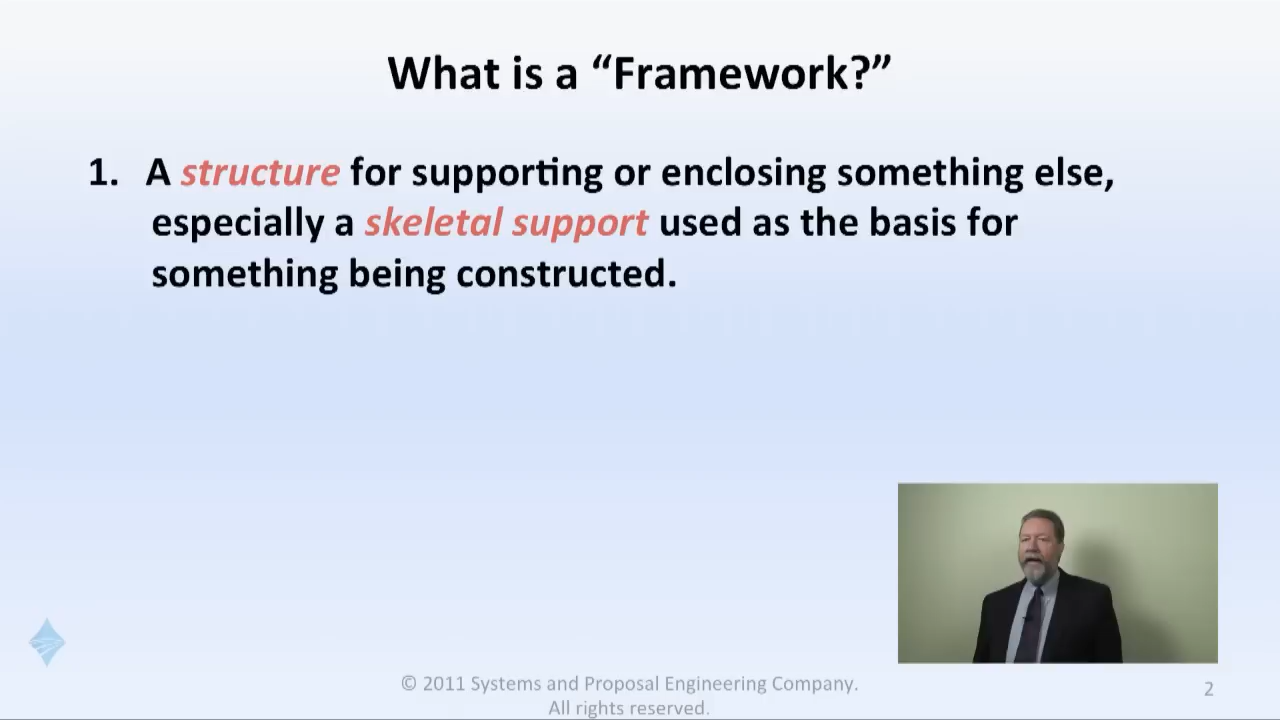 What is a “Framework?”
1. A structure for supporting or enclosing something else,
especially a skeletal support used as the basis for
something being constructed.
© 2011 Systems and Proposal Engineering Company.
All rights reserved.
2